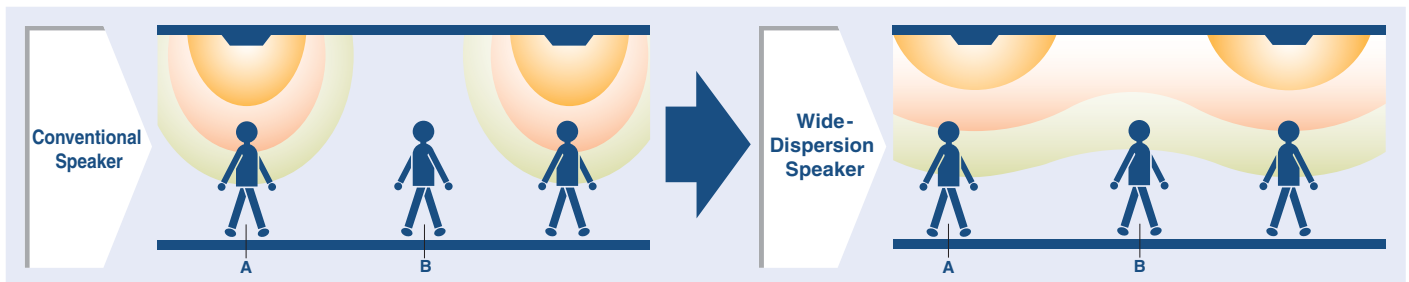 Conventional
Speaker
A
B
Wide-
Dispersion
Speaker
A
B